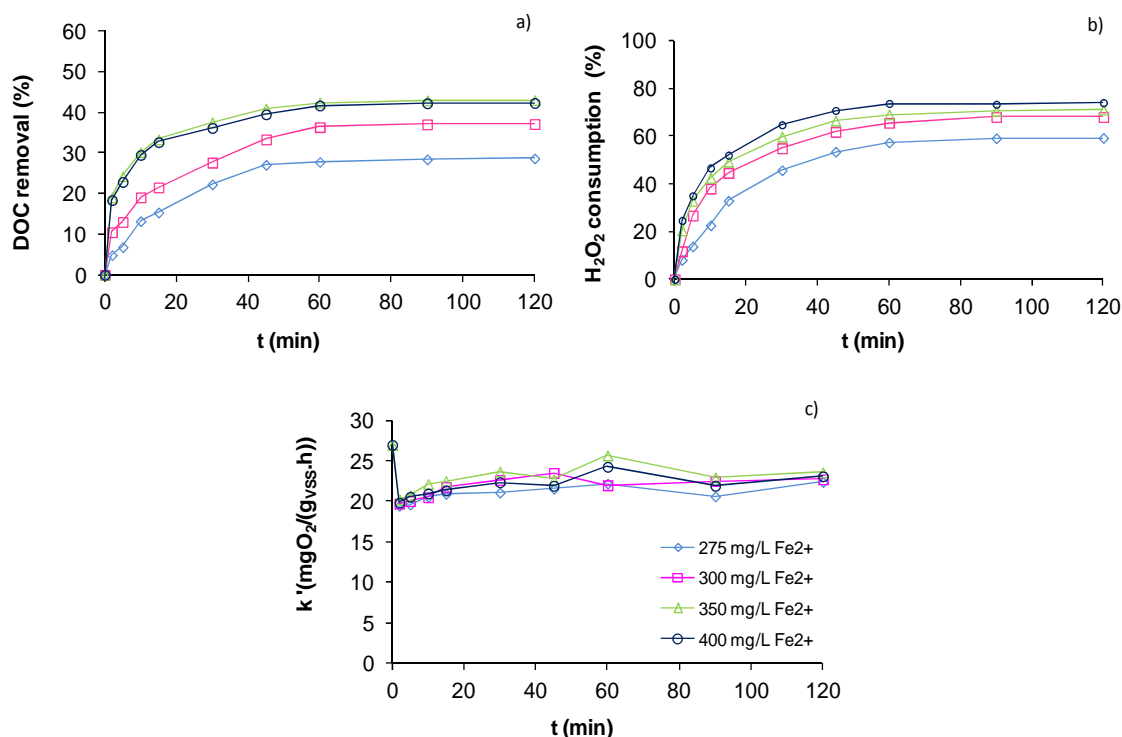 a)
60
50
40
30
20
10
0
DOC removal (%)
0 20 40 60 80 100 120
t (min)
b)
100
80
60
40
20
0
H₂O₂ consumption (%)
0 20 40 60 80 100 120
t (min)
c)
30
25
20
15
10
5
0
k '(mgO₂/(gᵥₛₛ.h))
275 mg/L Fe2+
300 mg/L Fe2+
350 mg/L Fe2+
400 mg/L Fe2+
0 20 40 60 80 100 120
t (min)